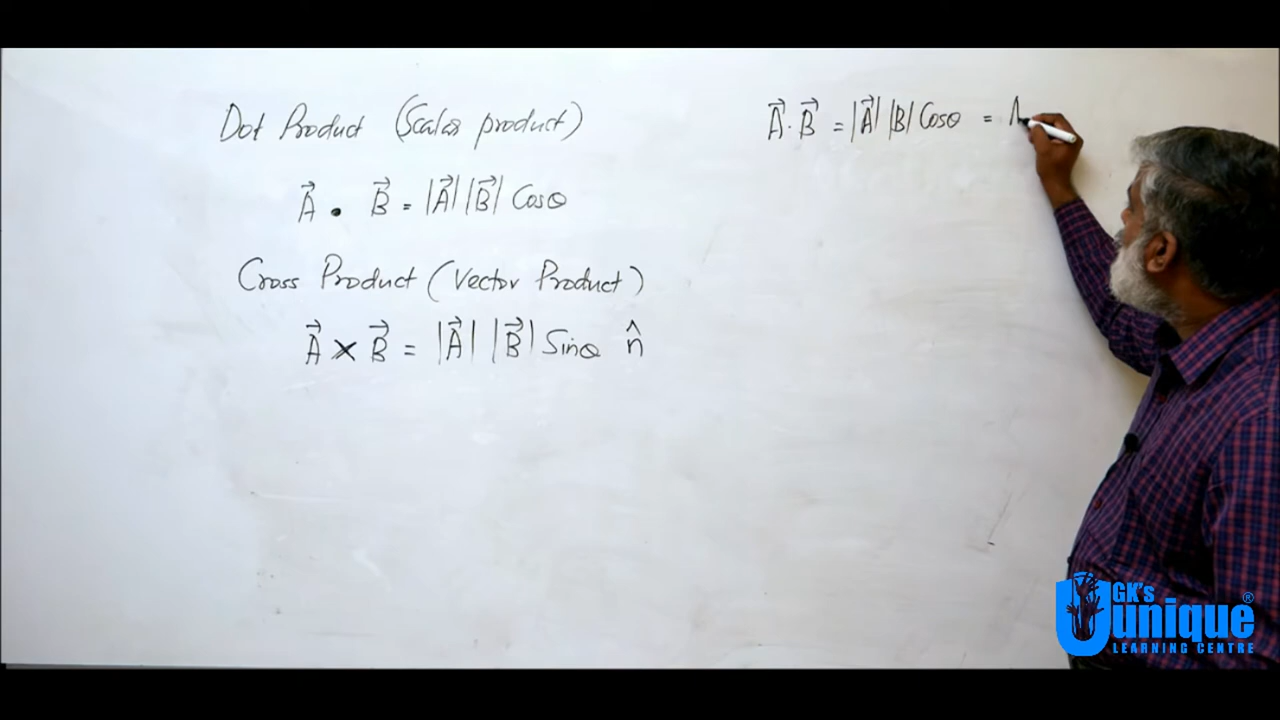 Dot Product (Scalar product)
A⃗ . B⃗ = |A⃗| |B⃗| Cosθ
Cross Product (Vector Product)
A⃗ × B⃗ = |A⃗| |B⃗| Sinθ n̂
A⃗ . B⃗ = |A⃗| |B| Cosθ = A
GK's
unique®
LEARNING CENTRE